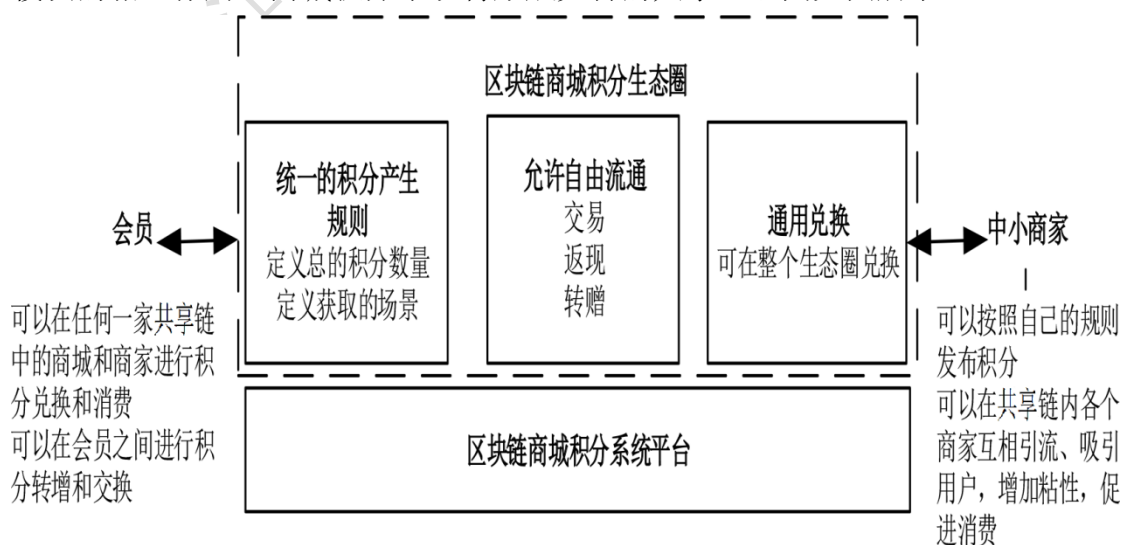 区块链商城积分生态圈
统一的积分产生
规则
定义总的积分数量
定义获取的场景
允许自由流通
交易
返现
转赠
通用兑换
可在整个生态圈兑换
会员
可以在任何一家共享链
中的商城和商家进行积
分兑换和消费
可以在会员之间进行积
分转增和交换
中小商家
可以按照自己的规则
发布积分
可以在共享链内各个
商家互相引流、吸引
用户，增加粘性，促
进消费
区块链商城积分系统平台